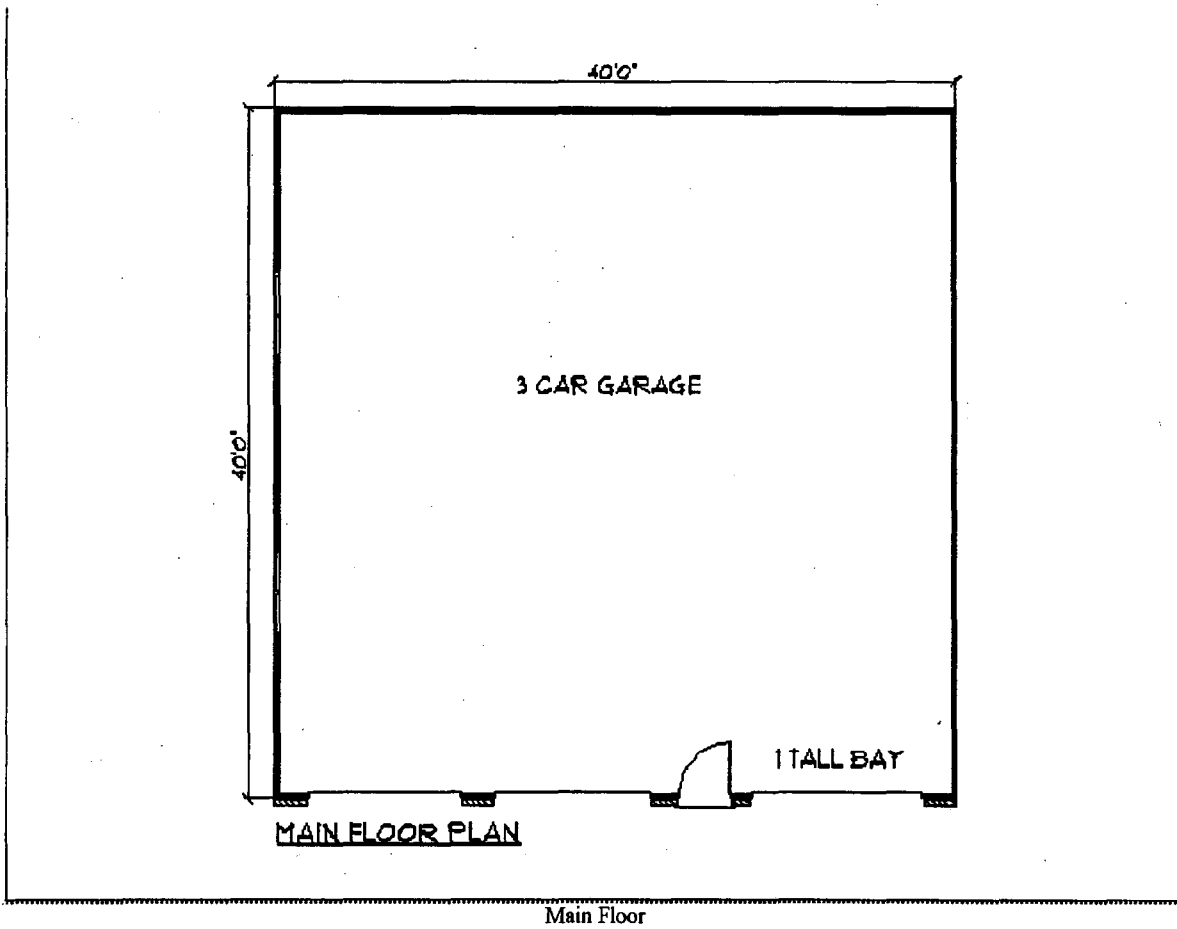 40'0"
3 CAR GARAGE
40'0"
1 TALL BAY
MAIN FLOOR PLAN
Main Floor